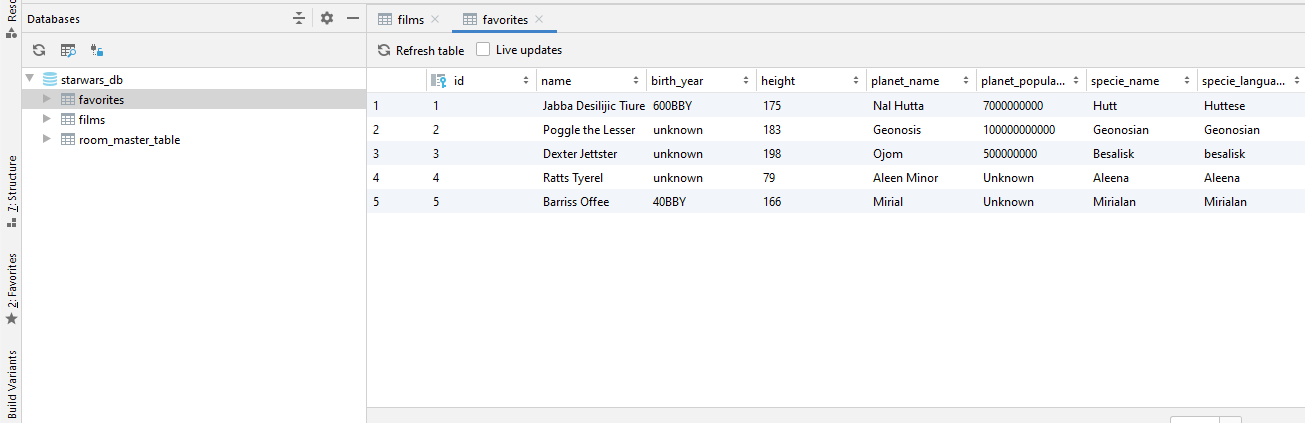 Databases
films
favorites
Refresh table
Live updates
starwars_db
favorites
films
room_master_table
id name birth_year height planet_name planet_popula... specie_name specie_langua...
1 1 Jabba Desilijic Tiure 600BBY 175 Nal Hutta 7000000000 Hutt Huttese
2 2 Poggle the Lesser unknown 183 Geonosis 100000000000 Geonosian Geonosian
3 3 Dexter Jettster unknown 198 Ojom 500000000 Besalisk besalisk
4 4 Ratts Tyerel unknown 79 Aleen Minor Unknown Aleena Aleena
5 5 Barriss Offee 40BBY 166 Mirial Unknown Mirialan Mirialan
7: Structure
2: Favorites
Build Variants